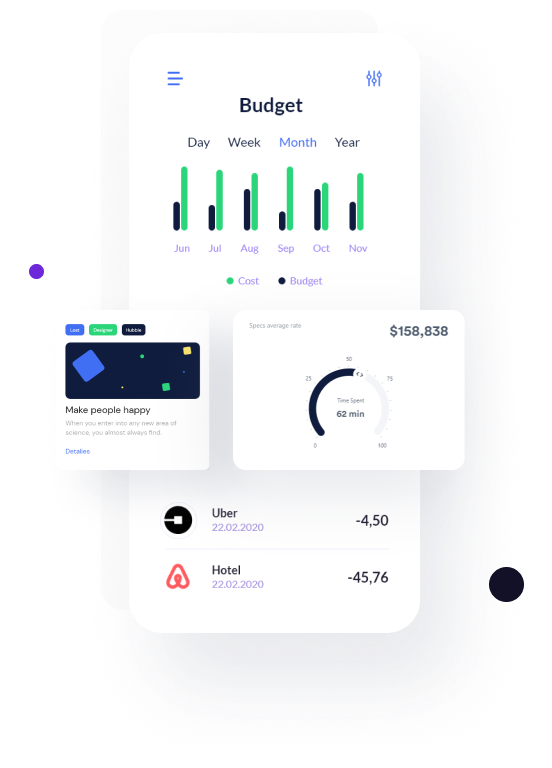 Budget
Day Week Month Year
Jun Jul Aug Sep Oct Nov
Cost Budget
Last Designer Hubble
Make people happy
When you enter into any new area of
science, you almost always find.
Detailes
Specs average rate
$158,838
50
25 75
Time Spent
62 min
0 100
Uber
22.02.2020
-4,50
Hotel
22.02.2020
-45,76